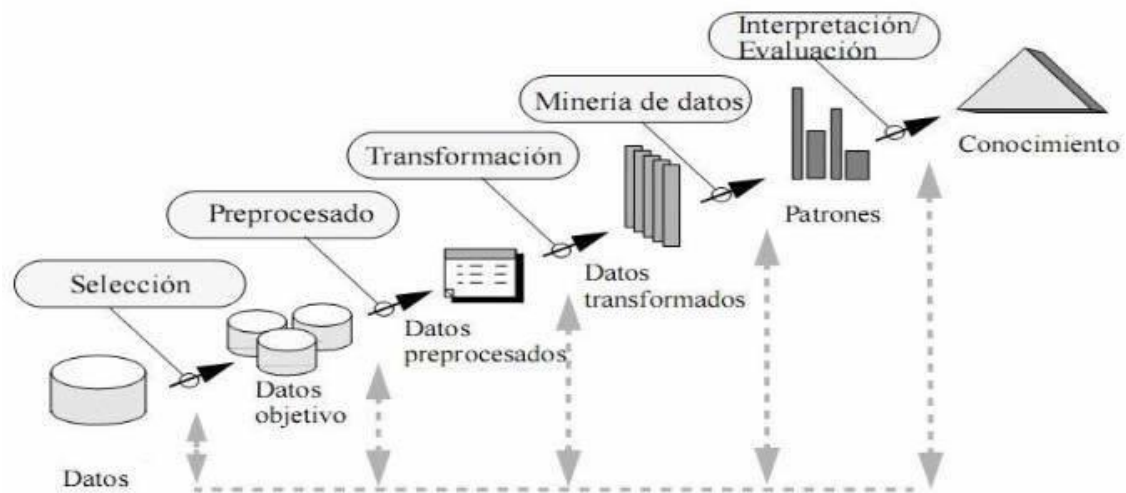 Interpretación/
Evaluación
Minería de datos
Conocimiento
Transformación
Patrones
Preprocesado
Datos
transformados
Selección
Datos
preprocesados
Datos
objetivo
Datos